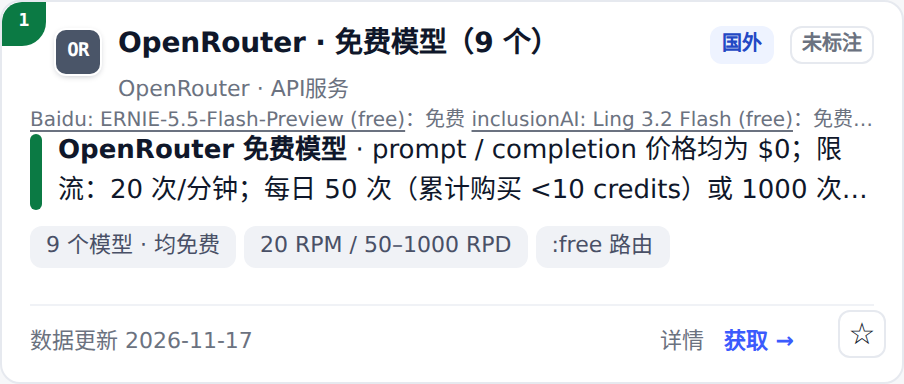 1
OR
OpenRouter · 免费模型（9 个）
国外
未标注
OpenRouter · API服务
Baidu: ERNIE-5.5-Flash-Preview (free)：免费 inclusionAI: Ling 3.2 Flash (free)：免费...
OpenRouter 免费模型 · prompt / completion 价格均为 $0；限
流：20 次/分钟；每日 50 次（累计购买 <10 credits）或 1000 次...
9 个模型 · 均免费
20 RPM / 50–1000 RPD
:free 路由
数据更新 2026-11-17
详情
获取 →
☆